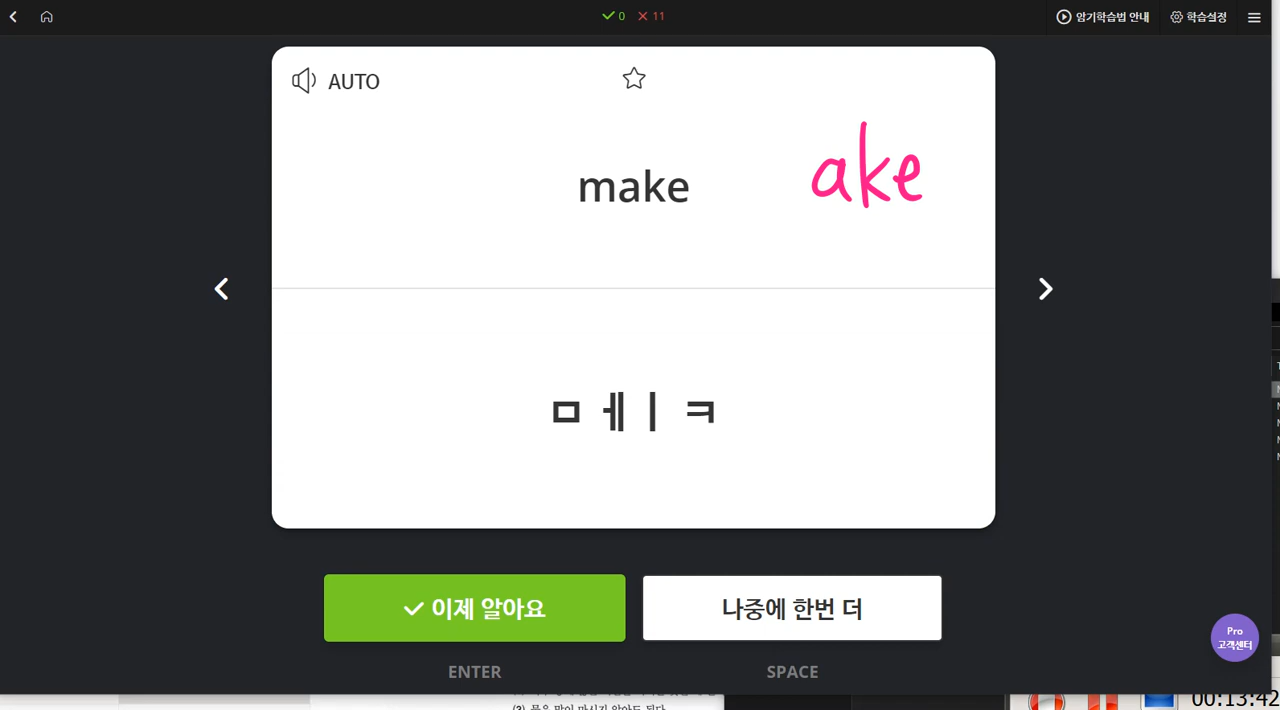 0 11 암기학습법 안내 학습설정
AUTO
make ake
ㅁ ㅔ ㅣ ㅋ
이제 알아요 나중에 한번 더
Pro
고객센터
ENTER SPACE
00:13:42